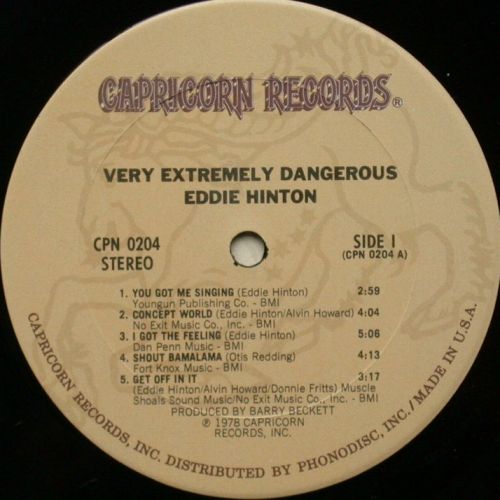 CAPRICORN RECORDS®
VERY EXTREMELY DANGEROUS
EDDIE HINTON
CPN 0204
STEREO
SIDE I
(CPN 0204 A)
1. YOU GOT ME SINGING (Eddie Hinton) 2:59
Youngun Publishing Co. - BMI
2. CONCEPT WORLD (Eddie Hinton/Alvin Howard) 4:04
No Exit Music Co., Inc. - BMI
3. I GOT THE FEELING (Eddie Hinton) 5:06
Dan Penn Music - BMI
4. SHOUT BAMALAMA (Otis Redding) 4:13
Fort Knox Music - BMI
5. GET OFF IN IT 3:17
(Eddie Hinton/Alvin Howard/Donnie Fritts) Muscle
Shoals Sound Music/No Exit Music Co., Inc. - BMI
PRODUCED BY BARRY BECKETT
℗ 1978 CAPRICORN
RECORDS, INC.
CAPRICORN RECORDS, INC. DISTRIBUTED BY PHONODISC, INC./MADE IN U.S.A.